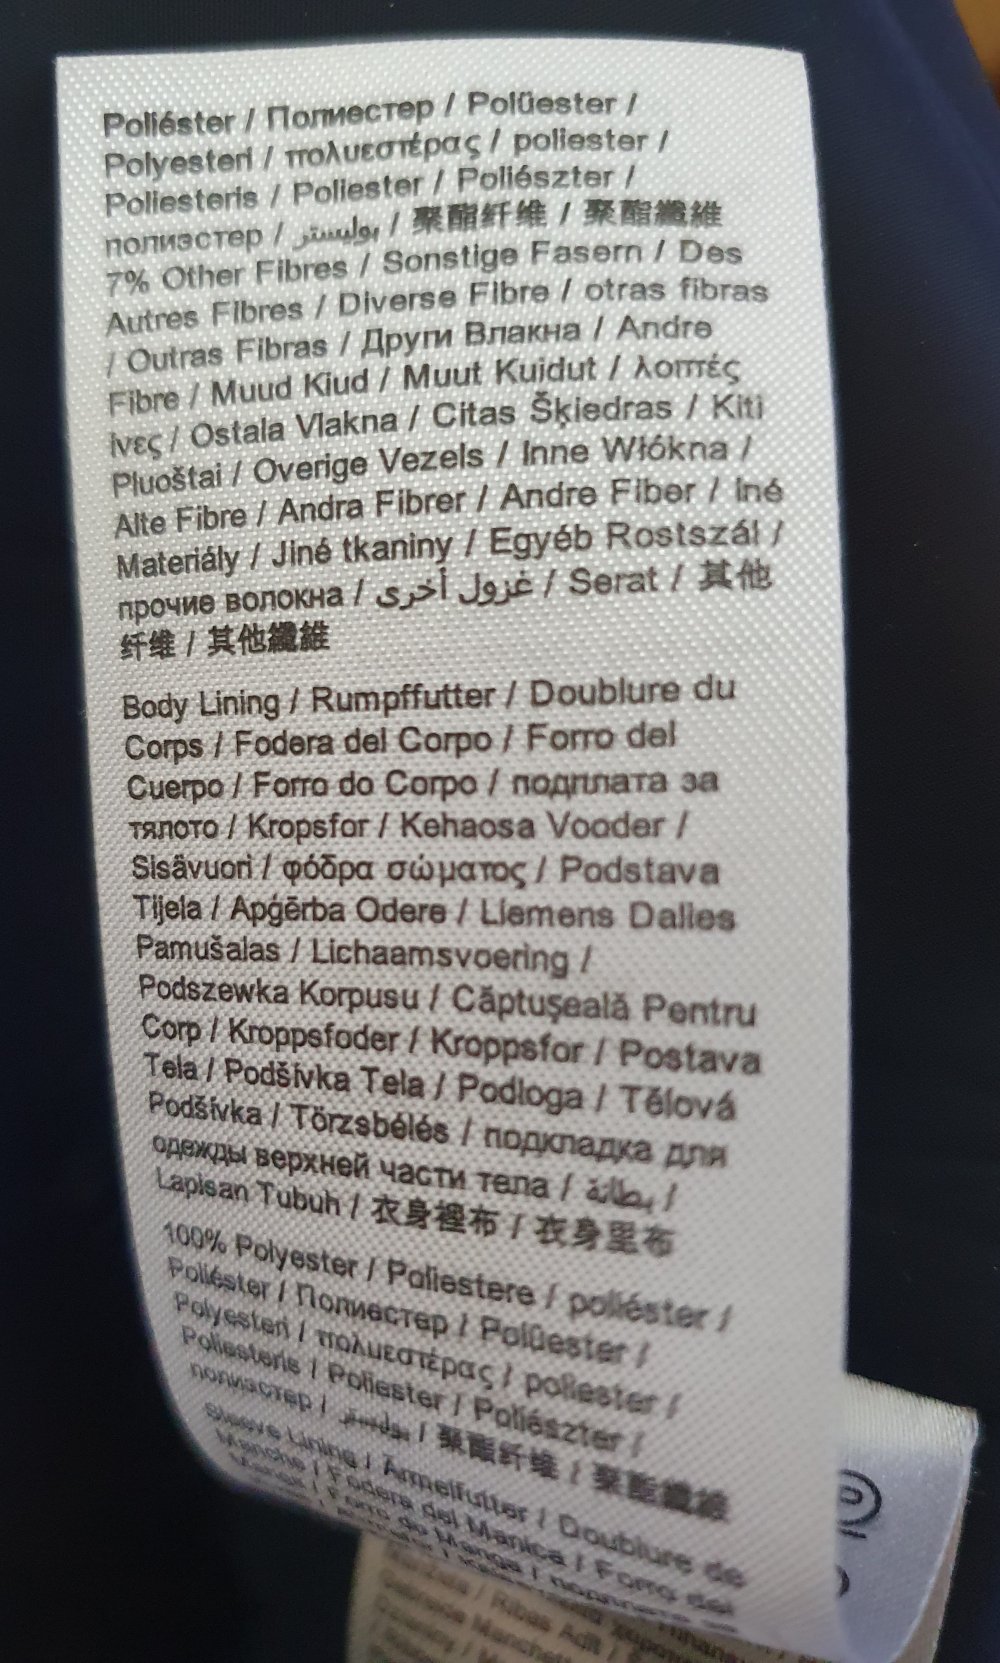 Poliéster / Полиестер / Polüester /
Polyesteri / πολυεστέρας / poliester /
Poliesteris / Poliester / Poliészter /
полиэстер / بوليستر / 聚酯纤维 / 聚酯纖維
7% Other Fibres / Sonstige Fasern / Des
Autres Fibres / Diverse Fibre / otras fibras
/ Outras Fibras / Други Влакна / Andre
Fibre / Muud Kiud / Muut Kuidut / λοιπές
ίνες / Ostala Vlakna / Citas Šķiedras / Kiti
Pluoštai / Overige Vezels / Inne Włókna /
Alte Fibre / Andra Fibrer / Andre Fiber / Iné
Materiály / Jiné tkaniny / Egyéb Rostszál /
прочие волокна / غزول أخرى / Serat / 其他
纤维 / 其他纖維
Body Lining / Rumpffutter / Doublure du
Corps / Fodera del Corpo / Forro del
Cuerpo / Forro do Corpo / подплата за
тялото / Kropsfor / Kehaosa Vooder /
Sisävuori / φόδρα σώματος / Podstava
Tijela / Apģērba Odere / Liemens Dalies
Pamušalas / Lichaamsvoering /
Podszewka Korpusu / Căptuşeală Pentru
Corp / Kroppsfoder / Kroppsfor / Postava
Tela / Podšívka Tela / Podloga / Tělová
Podšívka / Törzsbélés / подкладка для
одежды верхней части тела / بطانة /
Lapisan Tubuh / 衣身裡布 / 衣身里布
100% Polyester / Poliestere / poliéster /
Poliéster / Полиестер / Polüester /
Polyesteri / πολυεστέρας / poliester /
Poliesteris / Poliester / Poliészter /
полиэстер / بوليستر / 聚酯纤维 / 聚酯纖維
Sleeve Lining / Ärmelfutter / Doublure de
Manche / Fodera del Manica / Forro del
/ Forro do Manga /